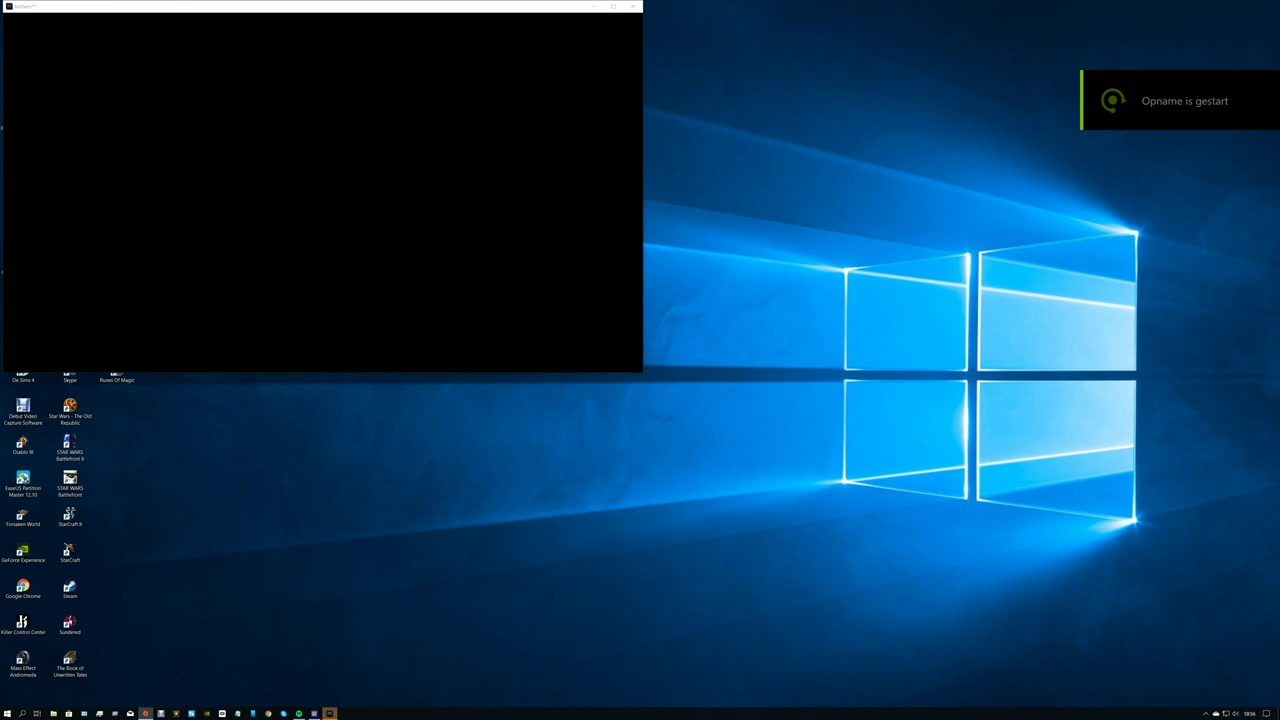 Anthem™
Opname is gestart
De Sims 4
Skype
Runes Of Magic
Debut Video
Capture Software
Star Wars - The Old
Republic
Diablo III
STAR WARS
Battlefront II
EaseUS Partition
Master 12.10
STAR WARS
Battlefront
Forsaken World
StarCraft II
GeForce Experience
StarCraft
Google Chrome
Steam
Killer Control Center
Sundered
Mass Effect
Andromeda
The Book of
Unwritten Tales
18:56